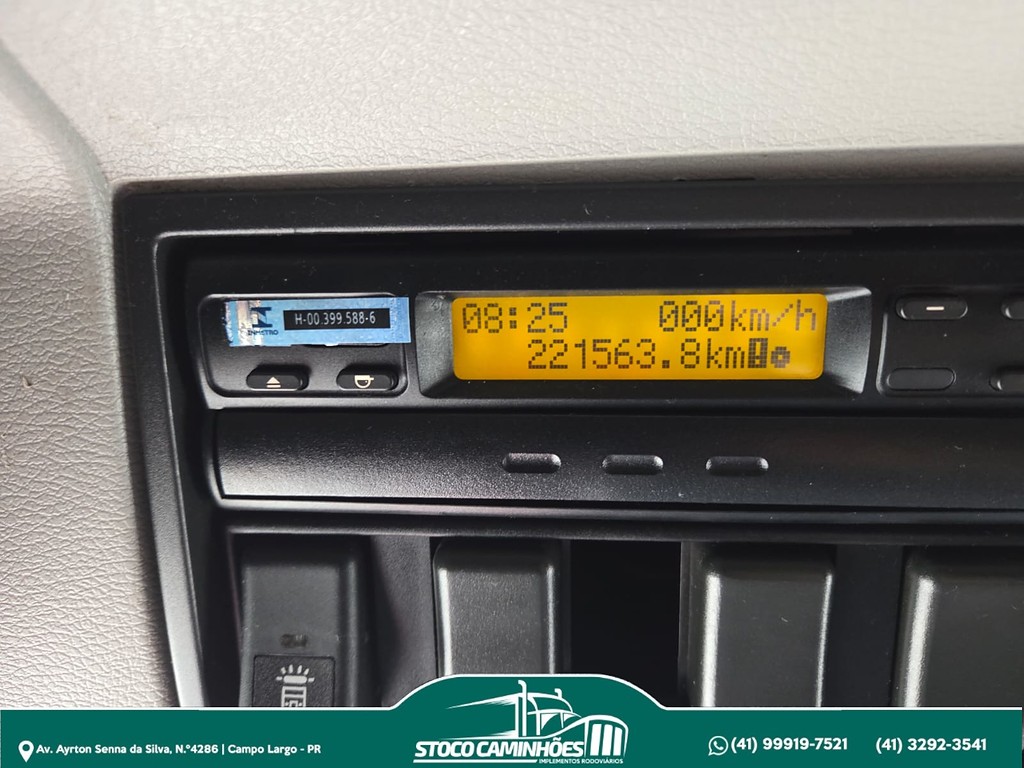 INMETRO
H-00.399.588-6
08:25 000km/h
221563.8km
Av. Ayrton Senna da Silva, N.º4286 | Campo Largo - PR
STOCO CAMINHÕES
IMPLEMENTOS RODOVIÁRIOS
(41) 99919-7521 (41) 3292-3541